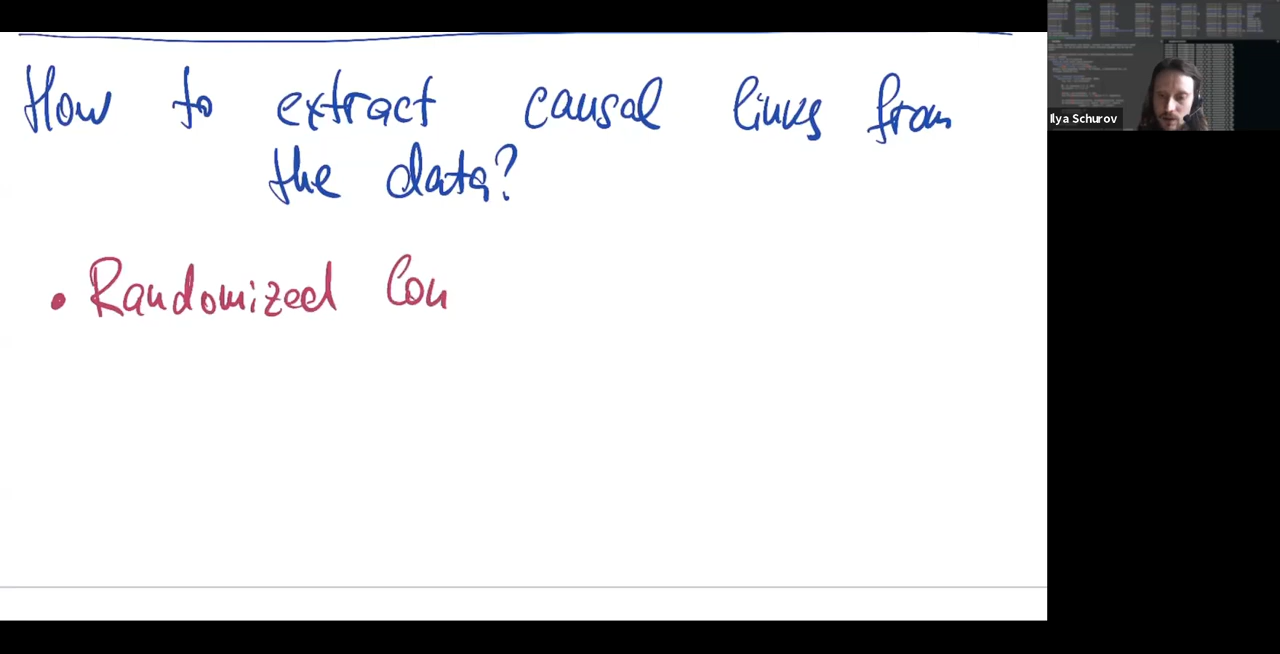 How to extract causal links from
the data?
• Randomized Con
Ilya Schurov